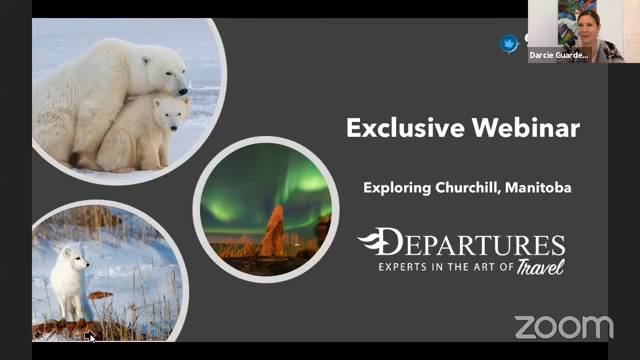 Darcie Guarde...
Exclusive Webinar
Exploring Churchill, Manitoba
DEPARTURES
EXPERTS IN THE ART OF Travel
zoom